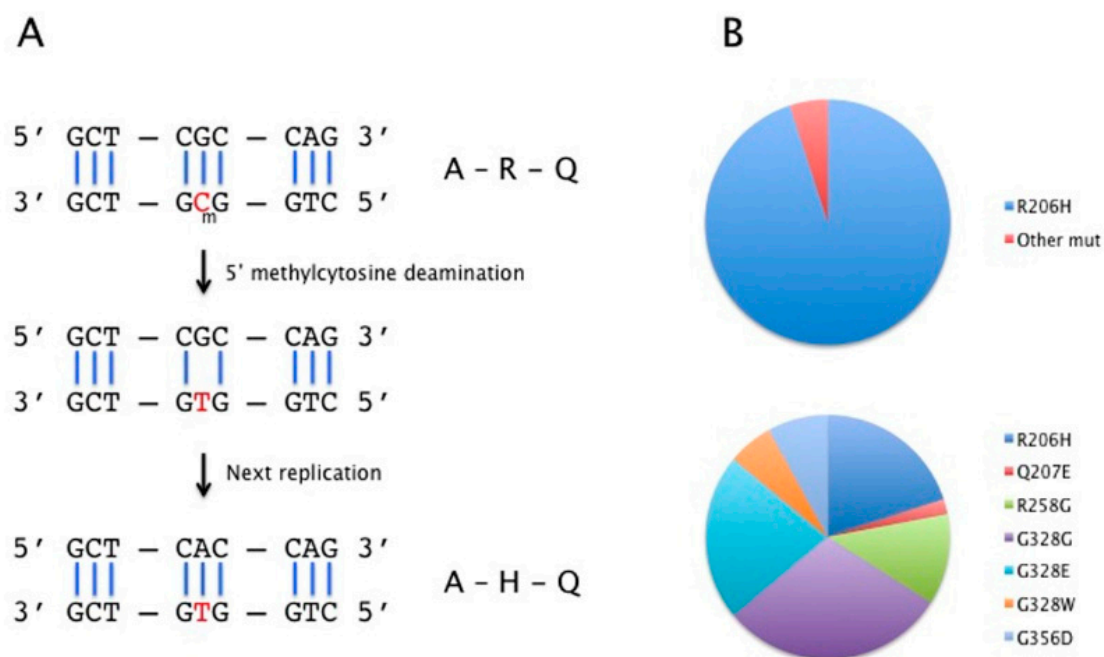 A
5′ GCT – CGC – CAG 3′
3′ GCT – GCG – GTC 5′
m
A – R – Q
5' methylcytosine deamination
5′ GCT – CGC – CAG 3′
3′ GCT – GTG – GTC 5′
Next replication
5′ GCT – CAC – CAG 3′
3′ GCT – GTG – GTC 5′
A – H – Q
B
R206H
Other mut
R206H
Q207E
R258G
G328G
G328E
G328W
G356D